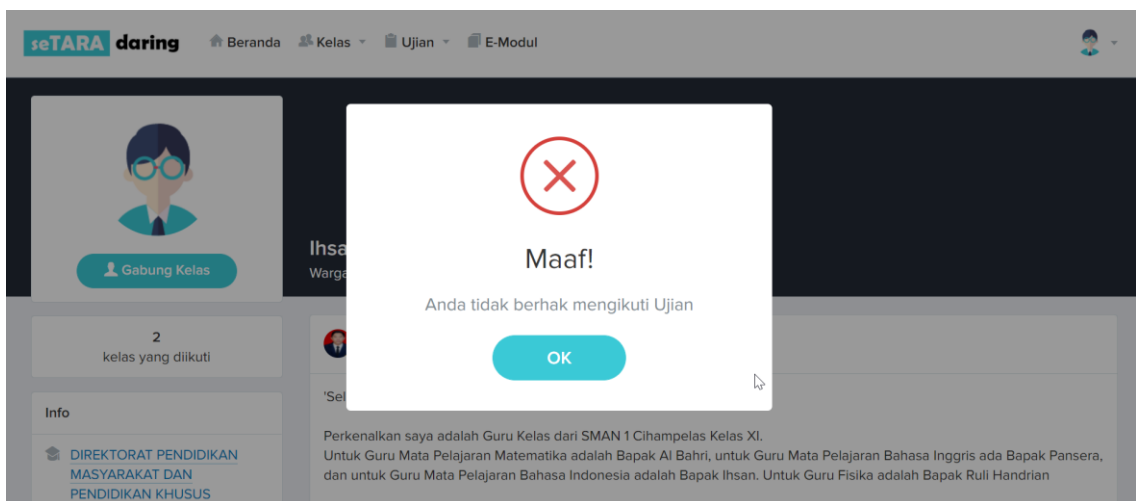 seTARA daring Beranda Kelas Ujian E-Modul
Gabung Kelas
2
kelas yang diikuti
Info
DIREKTORAT PENDIDIKAN
MASYARAKAT DAN
PENDIDIKAN KHUSUS
Maaf!
Anda tidak berhak mengikuti Ujian
OK
Perkenalkan saya adalah Guru Kelas dari SMAN 1 Cihampelas Kelas XI.
Untuk Guru Mata Pelajaran Matematika adalah Bapak Al Bahri, untuk Guru Mata Pelajaran Bahasa Inggris ada Bapak Pansera,
dan untuk Guru Mata Pelajaran Bahasa Indonesia adalah Bapak Ihsan. Untuk Guru Fisika adalah Bapak Ruli Handrian